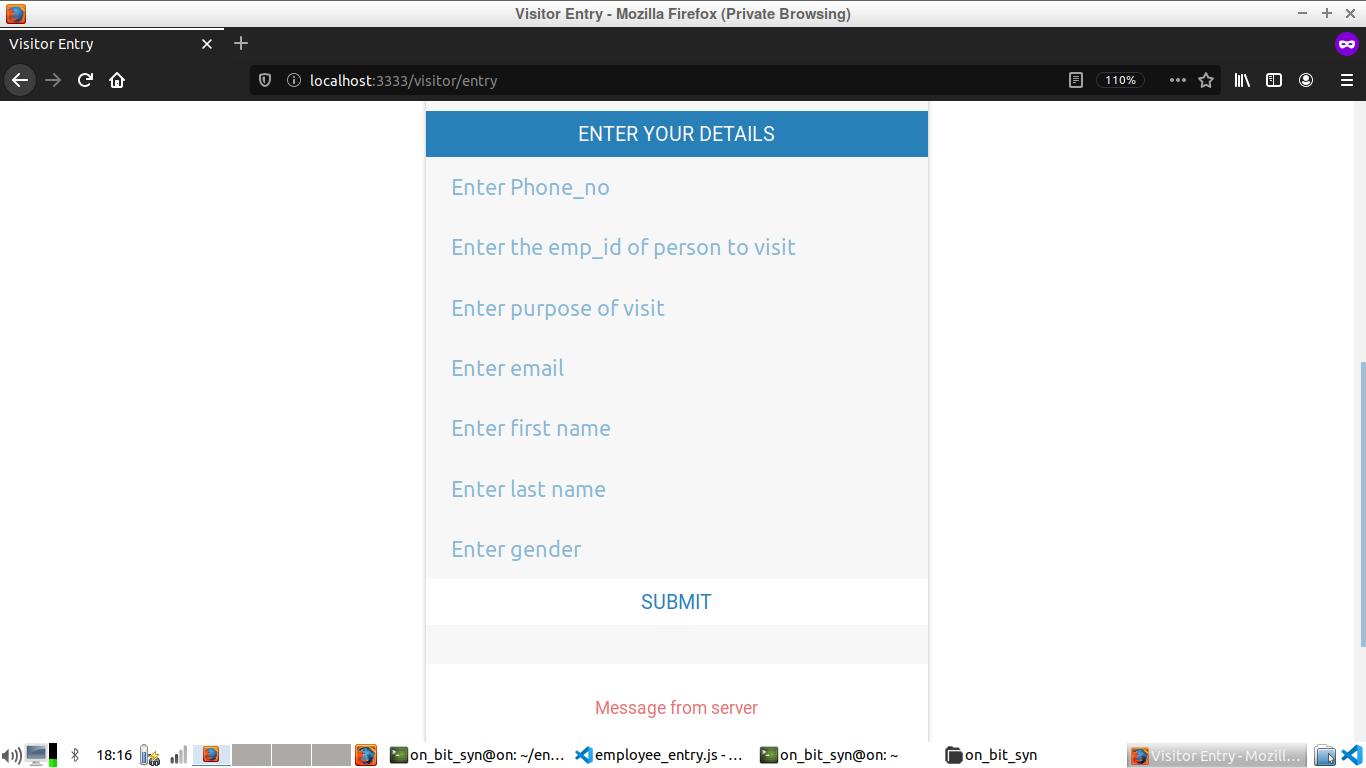 Visitor Entry - Mozilla Firefox (Private Browsing)
Visitor Entry
localhost:3333/visitor/entry
110%
ENTER YOUR DETAILS
Enter Phone_no
Enter the emp_id of person to visit
Enter purpose of visit
Enter email
Enter first name
Enter last name
Enter gender
SUBMIT
Message from server
18:16
on_bit_syn@on: ~/en...
employee_entry.js - ...
on_bit_syn@on: ~
on_bit_syn
Visitor Entry - Mozill...